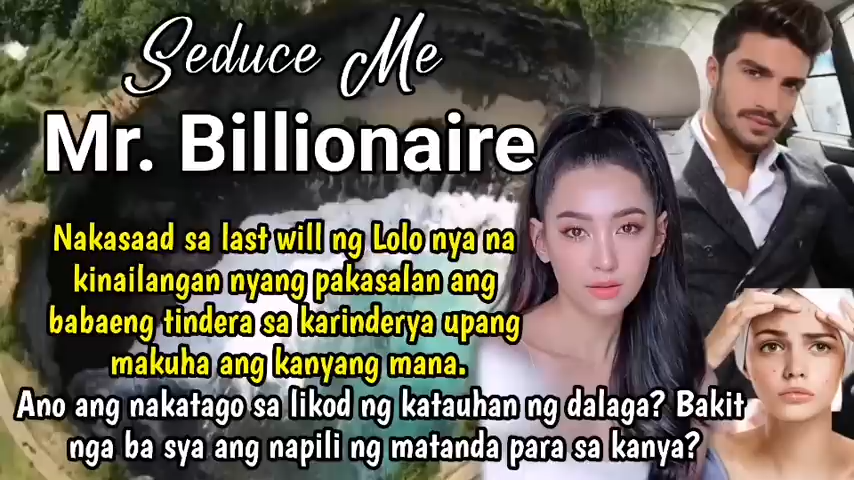 Seduce Me
Mr. Billionaire
Nakasaad sa last will ng Lolo nya na
kinailangan nyang pakasalan ang
babaeng tindera sa karinderya upang
makuha ang kanyang mana.
Ano ang nakatago sa likod ng katauhan ng dalaga? Bakit
nga ba sya ang napili ng matanda para sa kanya?